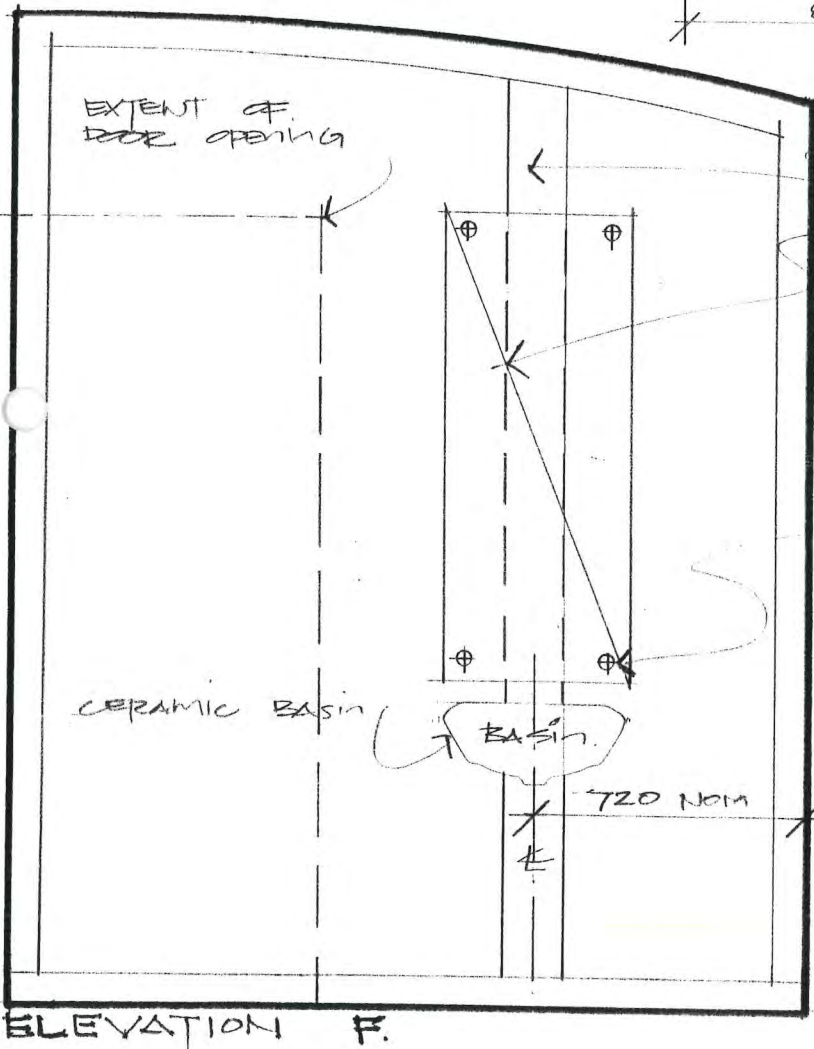 EXTENT OF
DOOR OPENING
CERAMIC BASIN
BASIN.
720 NOM
℄
ELEVATION F.